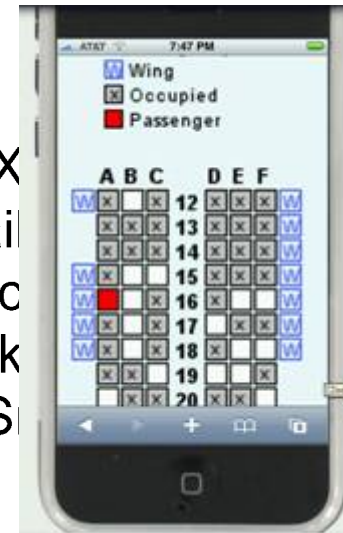 AT&T 7:47 PM
W Wing
X Occupied
Passenger
A B C D E F
W X X 12 X X X W
X X X 13 X X X W
X X X 14 X X X W
W X 15 X X X W
W X 16 X W
W X X 17 X X W
W X X 18 X W
X X 19 X X
X X 20 X X X